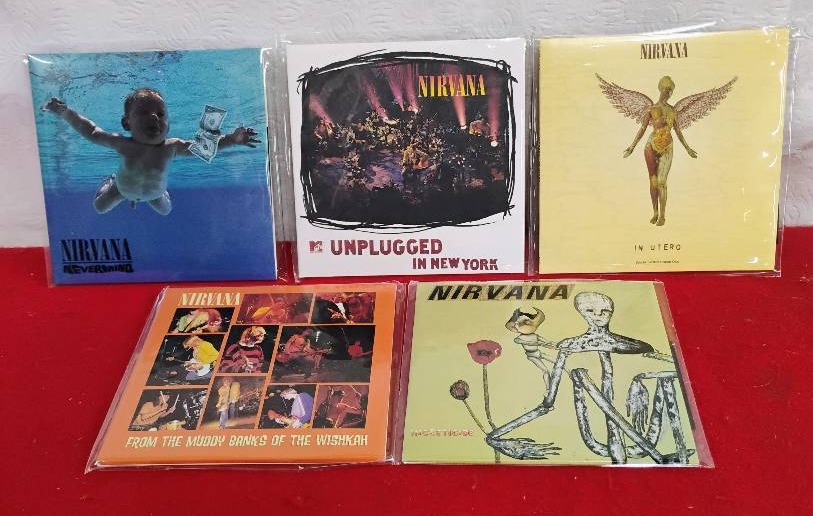 NIRVANA
NEVERMIND
NIRVANA
MTV
UNPLUGGED
IN NEW YORK
NIRVANA
IN UTERO
NIRVANA
FROM THE MUDDY BANKS OF THE WISHKAH
NIRVANA